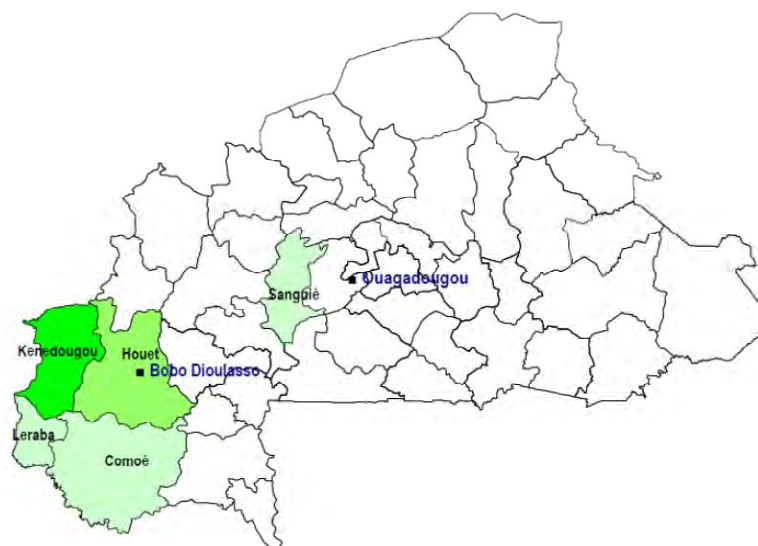 Ouagadougou
Sanguié
Kenedougou
Houet
Bobo Dioulasso
Leraba
Comoé